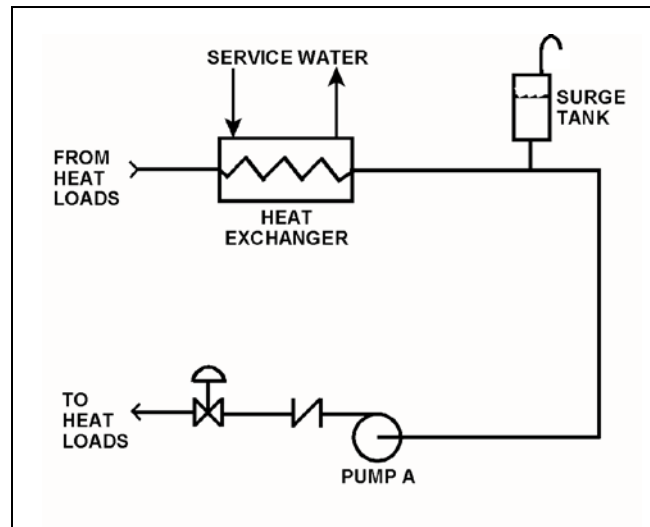 SERVICE WATER
SURGE
TANK
FROM
HEAT
LOADS
HEAT
EXCHANGER
TO
HEAT
LOADS
PUMP A